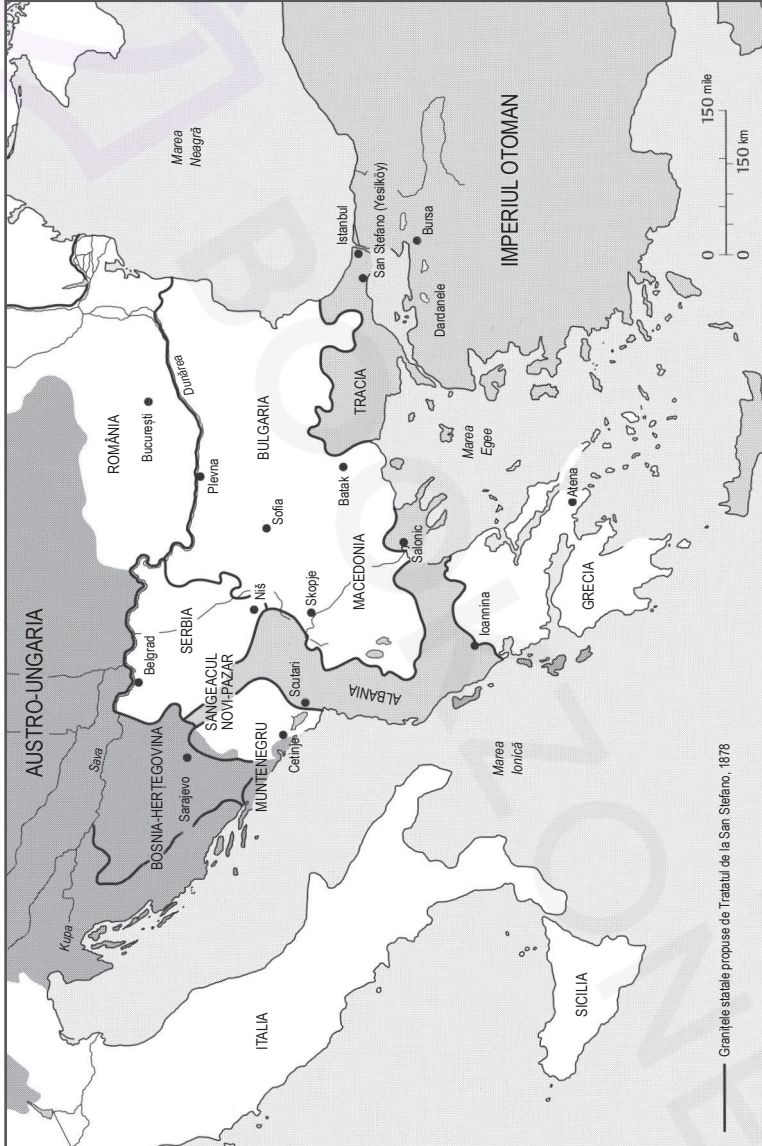 AUSTRO-UNGARIA
Kupa
Sava
BOSNIA-HERȚEGOVINA
Sarajevo
Belgrad
SERBIA
Niš
SANGEACUL
NOVI-PAZAR
MUNTENEGRU
Cetinje
Scutari
ALBANIA
ROMÂNIA
București
Dunărea
Plevna
BULGARIA
Sofia
Skopje
MACEDONIA
Batak
TRACIA
Salonic
Ioannina
GRECIA
Atena
Marea
Neagră
Istanbul
San Stefano (Yesilköy)
Bursa
Dardanele
IMPERIUL OTOMAN
Marea
Egee
Marea
Ionică
ITALIA
SICILIA
0 150 mile
0 150 km
Granițele statale propuse de Tratatul de la San Stefano, 1878
BOOKZONE